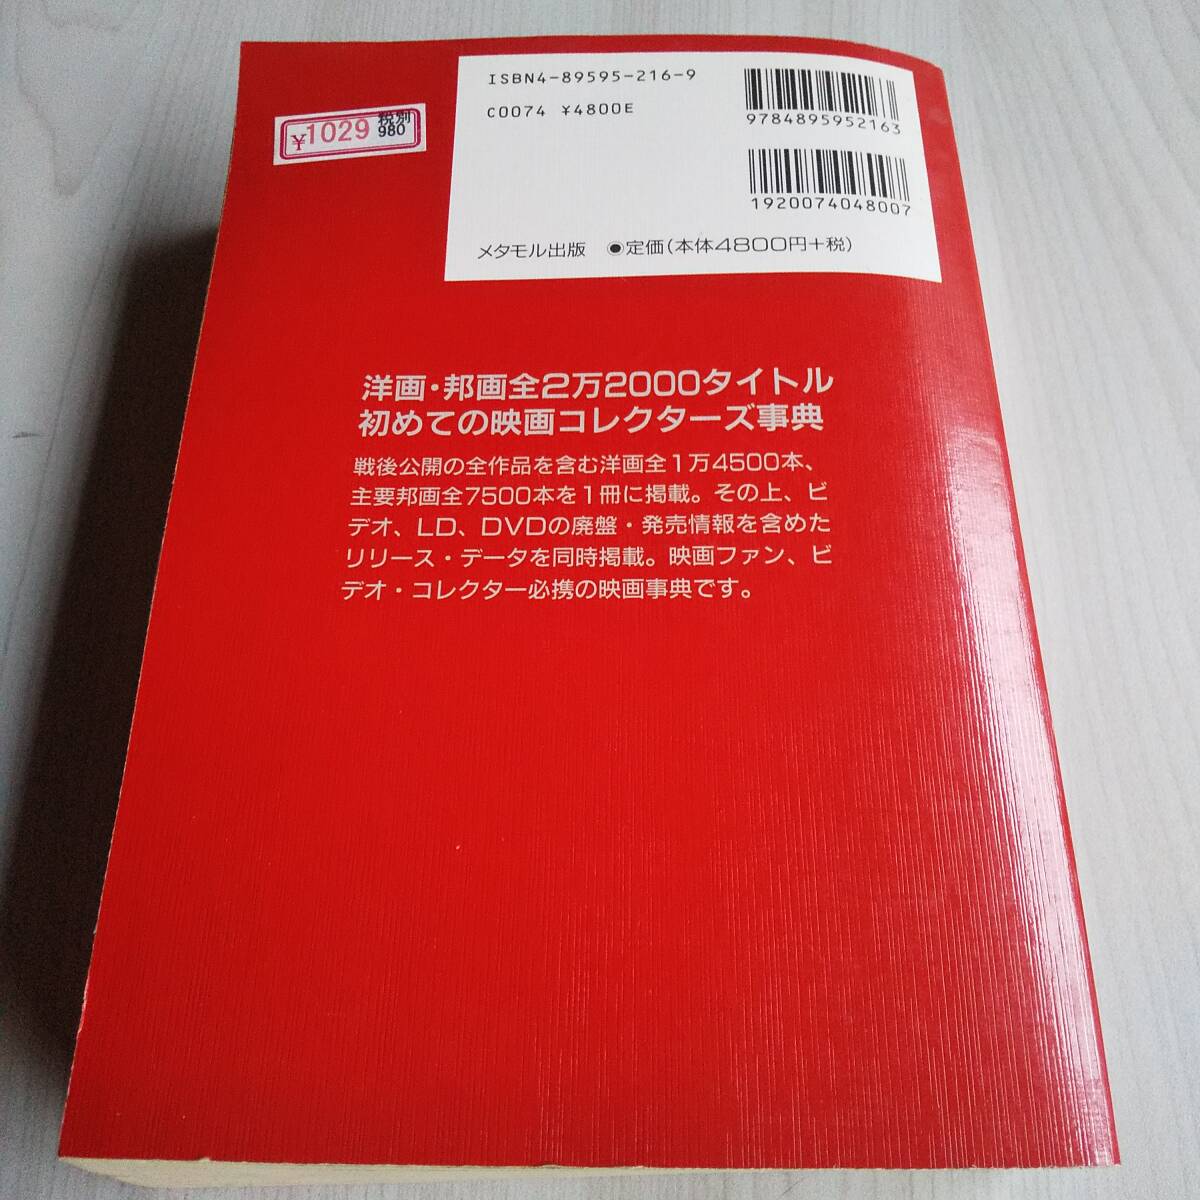 ISBN4-89595-216-9
C0074 ¥4800E
9784895952163
1920074048007
メタモル出版 ●定価(本体4800円+税)
¥1029 税別 980
洋画・邦画全2万2000タイトル
初めての映画コレクターズ事典
戦後公開の全作品を含む洋画全1万4500本、
主要邦画全7500本を1冊に掲載。その上、ビ
デオ、LD、DVDの廃盤・発売情報を含めた
リリース・データを同時掲載。映画ファン、ビ
デオ・コレクター必携の映画事典です。